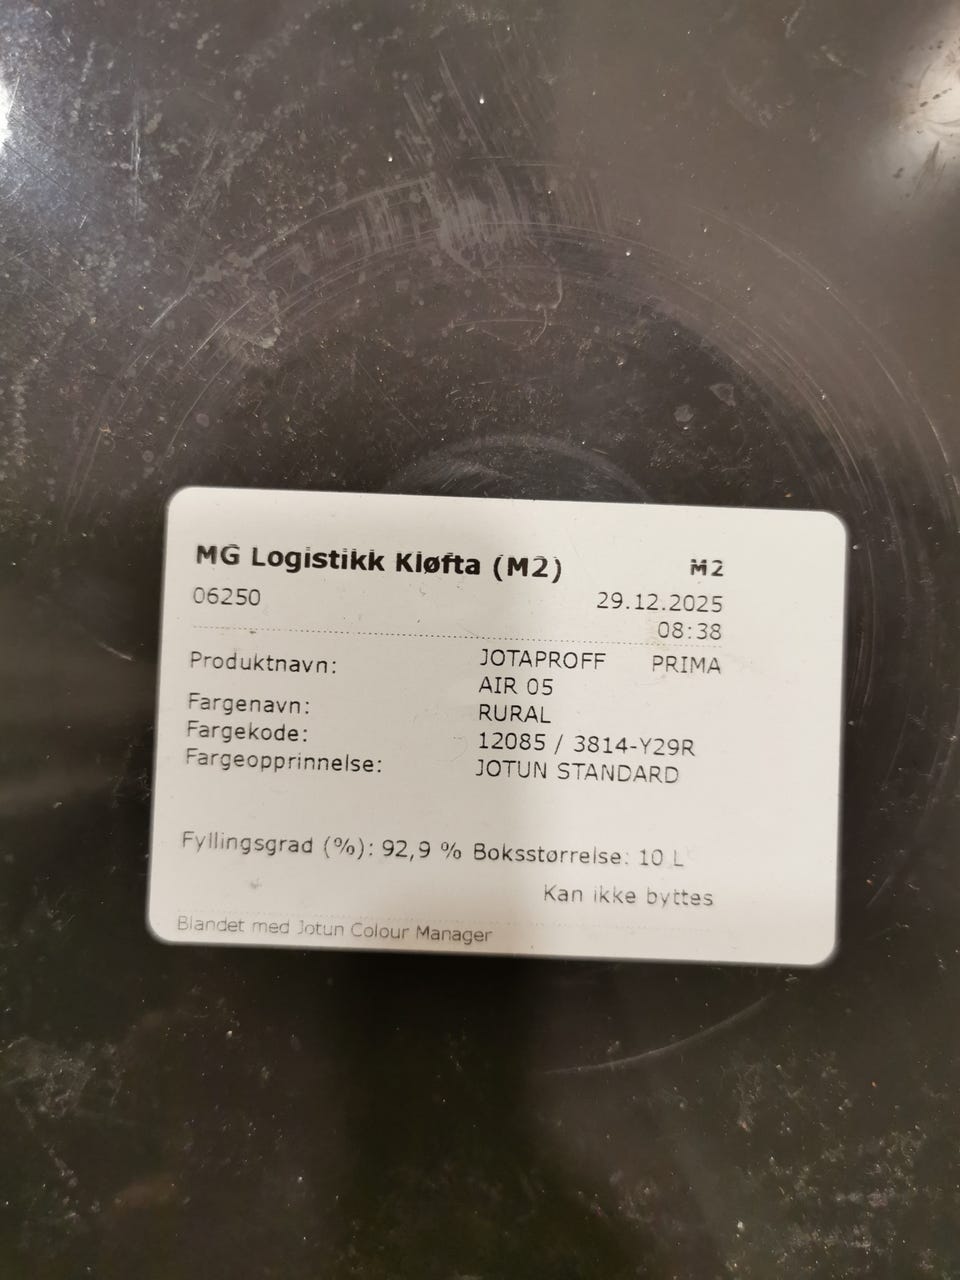 MG Logistikk Kløfta (M2) M2
06250 29.12.2025
08:38
Produktnavn: JOTAPROFF PRIMA
AIR 05
Fargenavn: RURAL
Fargekode: 12085 / 3814-Y29R
Fargeopprinnelse: JOTUN STANDARD
Fyllingsgrad (%): 92,9 % Boksstørrelse: 10 L
Kan ikke byttes
Blandet med Jotun Colour Manager